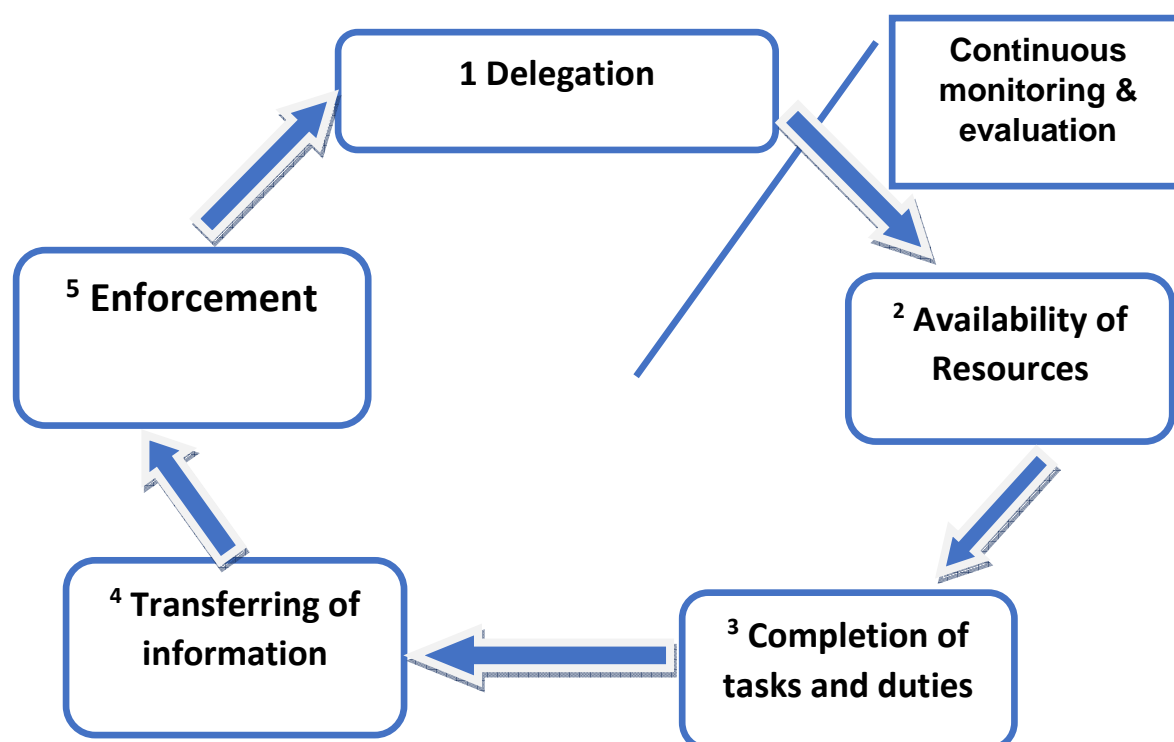 1 Delegation
Continuous
monitoring &
evaluation
2 Availability of
Resources
3 Completion of
tasks and duties
4 Transferring of
information
5 Enforcement